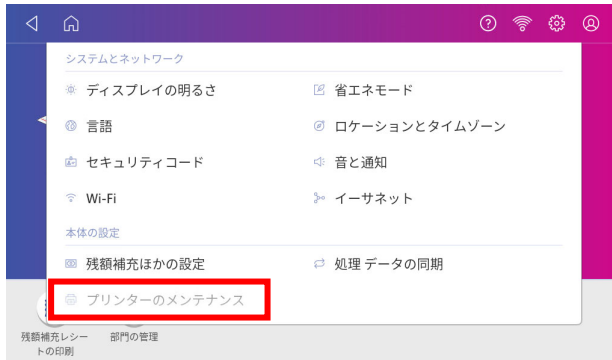 システムとネットワーク
ディスプレイの明るさ
省エネモード
言語
ロケーションとタイムゾーン
セキュリティコード
音と通知
Wi-Fi
イーサネット
本体の設定
残額補充ほかの設定
処理 データの同期
プリンターのメンテナンス
残額補充レシー
トの印刷
部門の管理